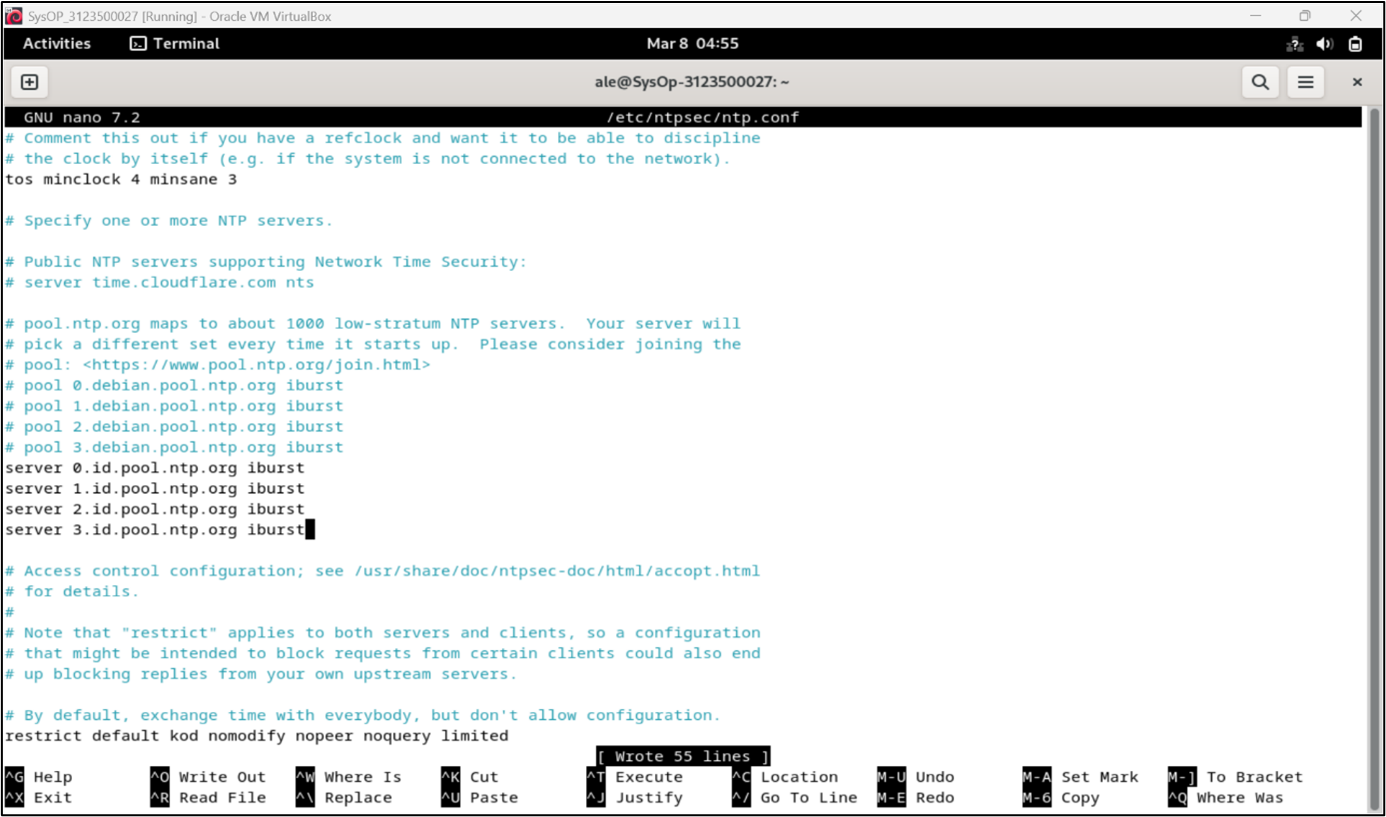 SysOP_3123500027 [Running] - Oracle VM VirtualBox
Activities Terminal Mar 8 04:55
ale@SysOp-3123500027: ~
GNU nano 7.2 /etc/ntpsec/ntp.conf
# Comment this out if you have a refclock and want it to be able to discipline
# the clock by itself (e.g. if the system is not connected to the network).
tos minclock 4 minsane 3
# Specify one or more NTP servers.
# Public NTP servers supporting Network Time Security:
# server time.cloudflare.com nts
# pool.ntp.org maps to about 1000 low-stratum NTP servers.  Your server will
# pick a different set every time it starts up.  Please consider joining the
# pool: <https://www.pool.ntp.org/join.html>
# pool 0.debian.pool.ntp.org iburst
# pool 1.debian.pool.ntp.org iburst
# pool 2.debian.pool.ntp.org iburst
# pool 3.debian.pool.ntp.org iburst
server 0.id.pool.ntp.org iburst
server 1.id.pool.ntp.org iburst
server 2.id.pool.ntp.org iburst
server 3.id.pool.ntp.org iburst
# Access control configuration; see /usr/share/doc/ntpsec-doc/html/accopt.html
# for details.
#
# Note that "restrict" applies to both servers and clients, so a configuration
# that might be intended to block requests from certain clients could also end
# up blocking replies from your own upstream servers.
# By default, exchange time with everybody, but don't allow configuration.
restrict default kod nomodify nopeer noquery limited
[ Wrote 55 lines ]
^G Help ^O Write Out ^W Where Is ^K Cut ^T Execute ^C Location M-U Undo M-A Set Mark M-] To Bracket
^X Exit ^R Read File ^\ Replace ^U Paste ^J Justify ^/ Go To Line M-E Redo M-6 Copy ^Q Where Was